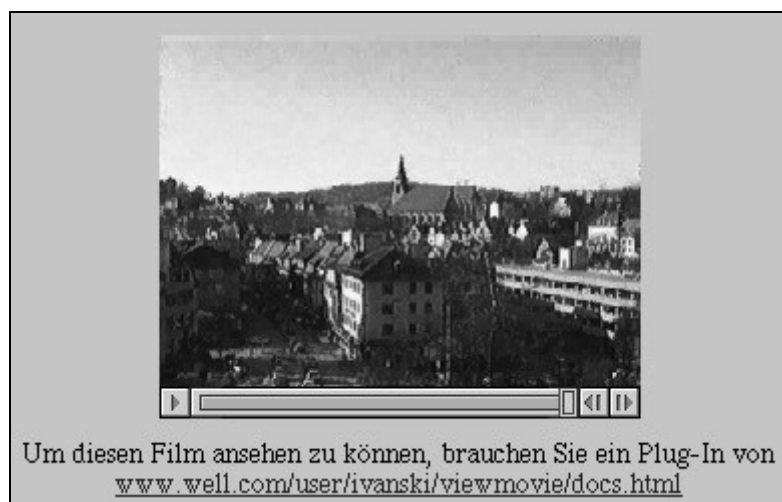 Um diesen Film ansehen zu können, brauchen Sie ein Plug-In von
www.well.com/user/ivanski/viewmovie/docs.html